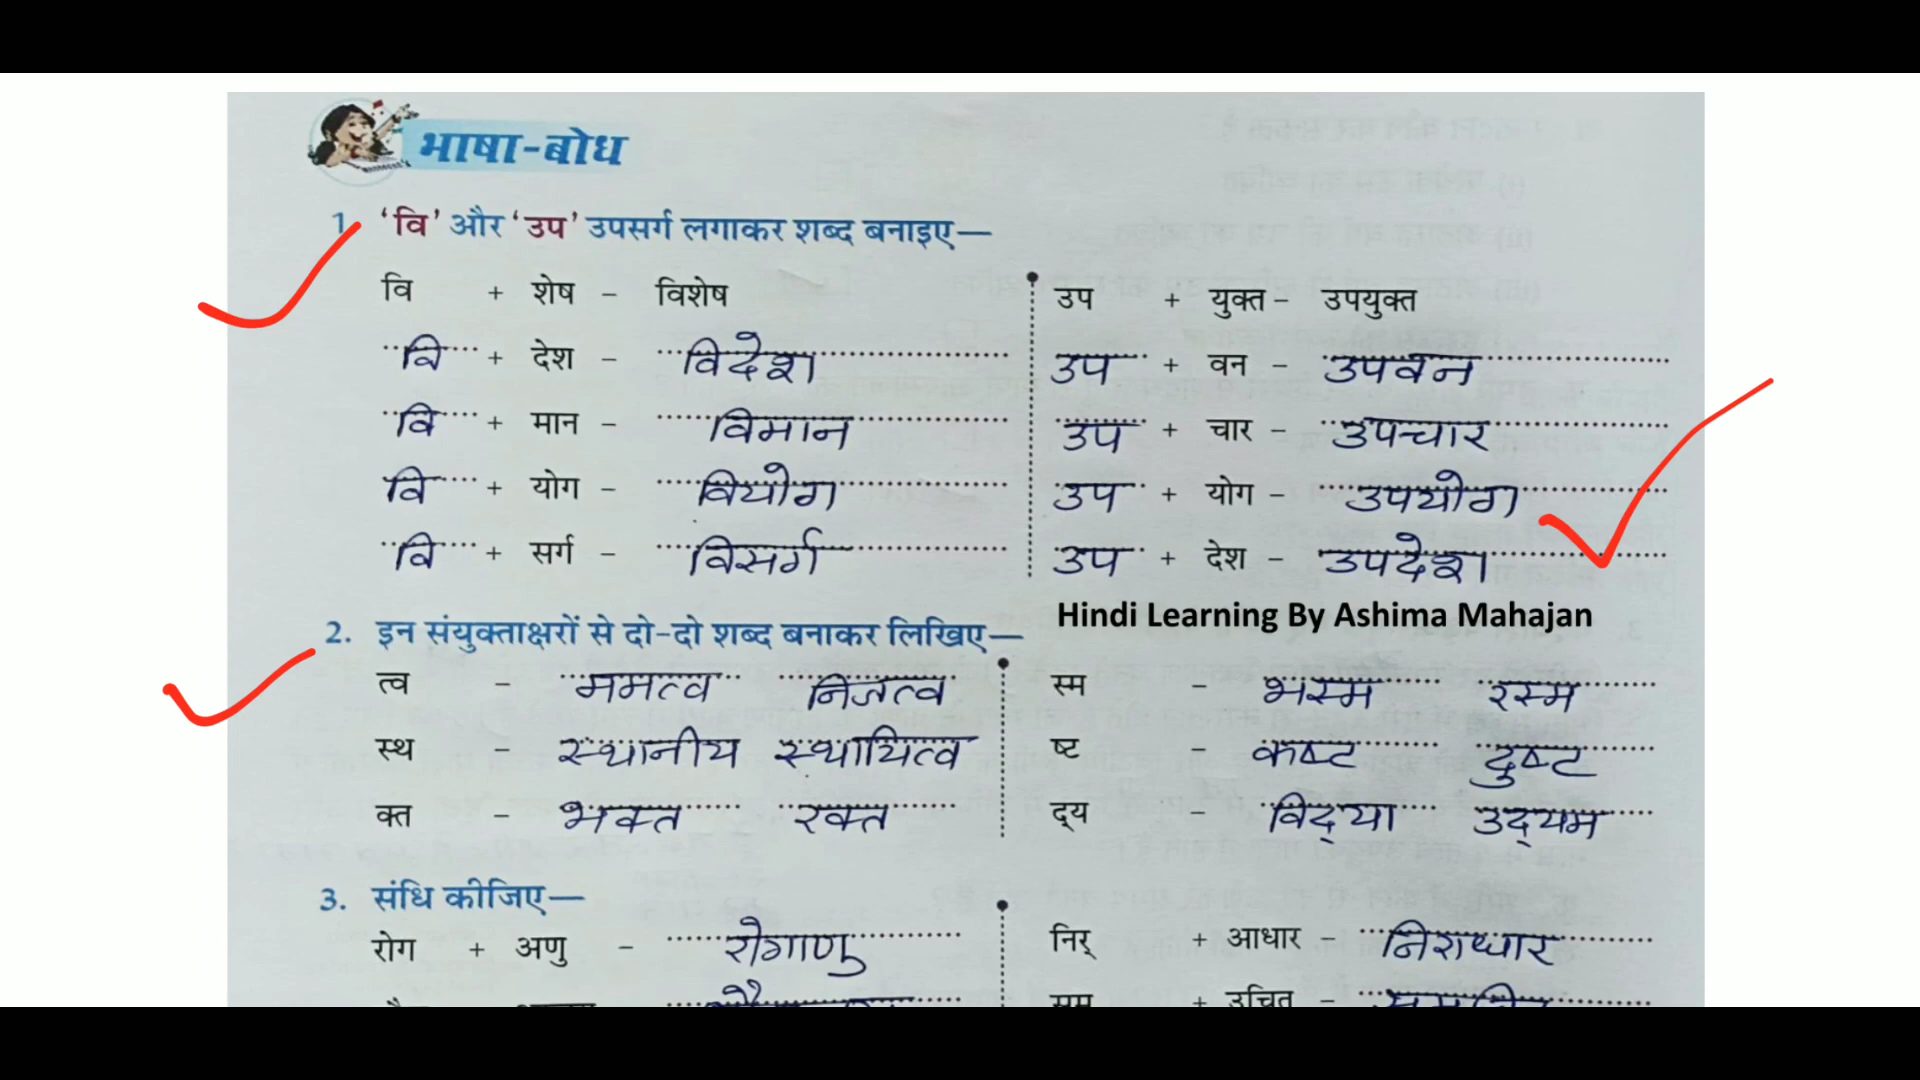 भाषा-बोध
1. 'वि' और 'उप' उपसर्ग लगाकर शब्द बनाइए—
वि + शेष - विशेष
वि + देश - विदेश
वि + मान - विमान
वि + योग - वियोग
वि + सर्ग - विसर्ग
उप + युक्त - उपयुक्त
उप + वन - उपवन
उप + चार - उपचार
उप + योग - उपयोग
उप + देश - उपदेश
Hindi Learning By Ashima Mahajan
2. इन संयुक्ताक्षरों से दो-दो शब्द बनाकर लिखिए—
त्व - ममत्व निजत्व
स्थ - स्थानीय स्थायित्व
क्त - भक्त रक्त
स्म - भस्म रस्म
ष्ट - कष्ट दुष्ट
द्‌य - विद्‌या उद्‌यम
3. संधि कीजिए—
रोग + अणु - रोगाणु
निर् + आधार - निराधार
+ उचित -